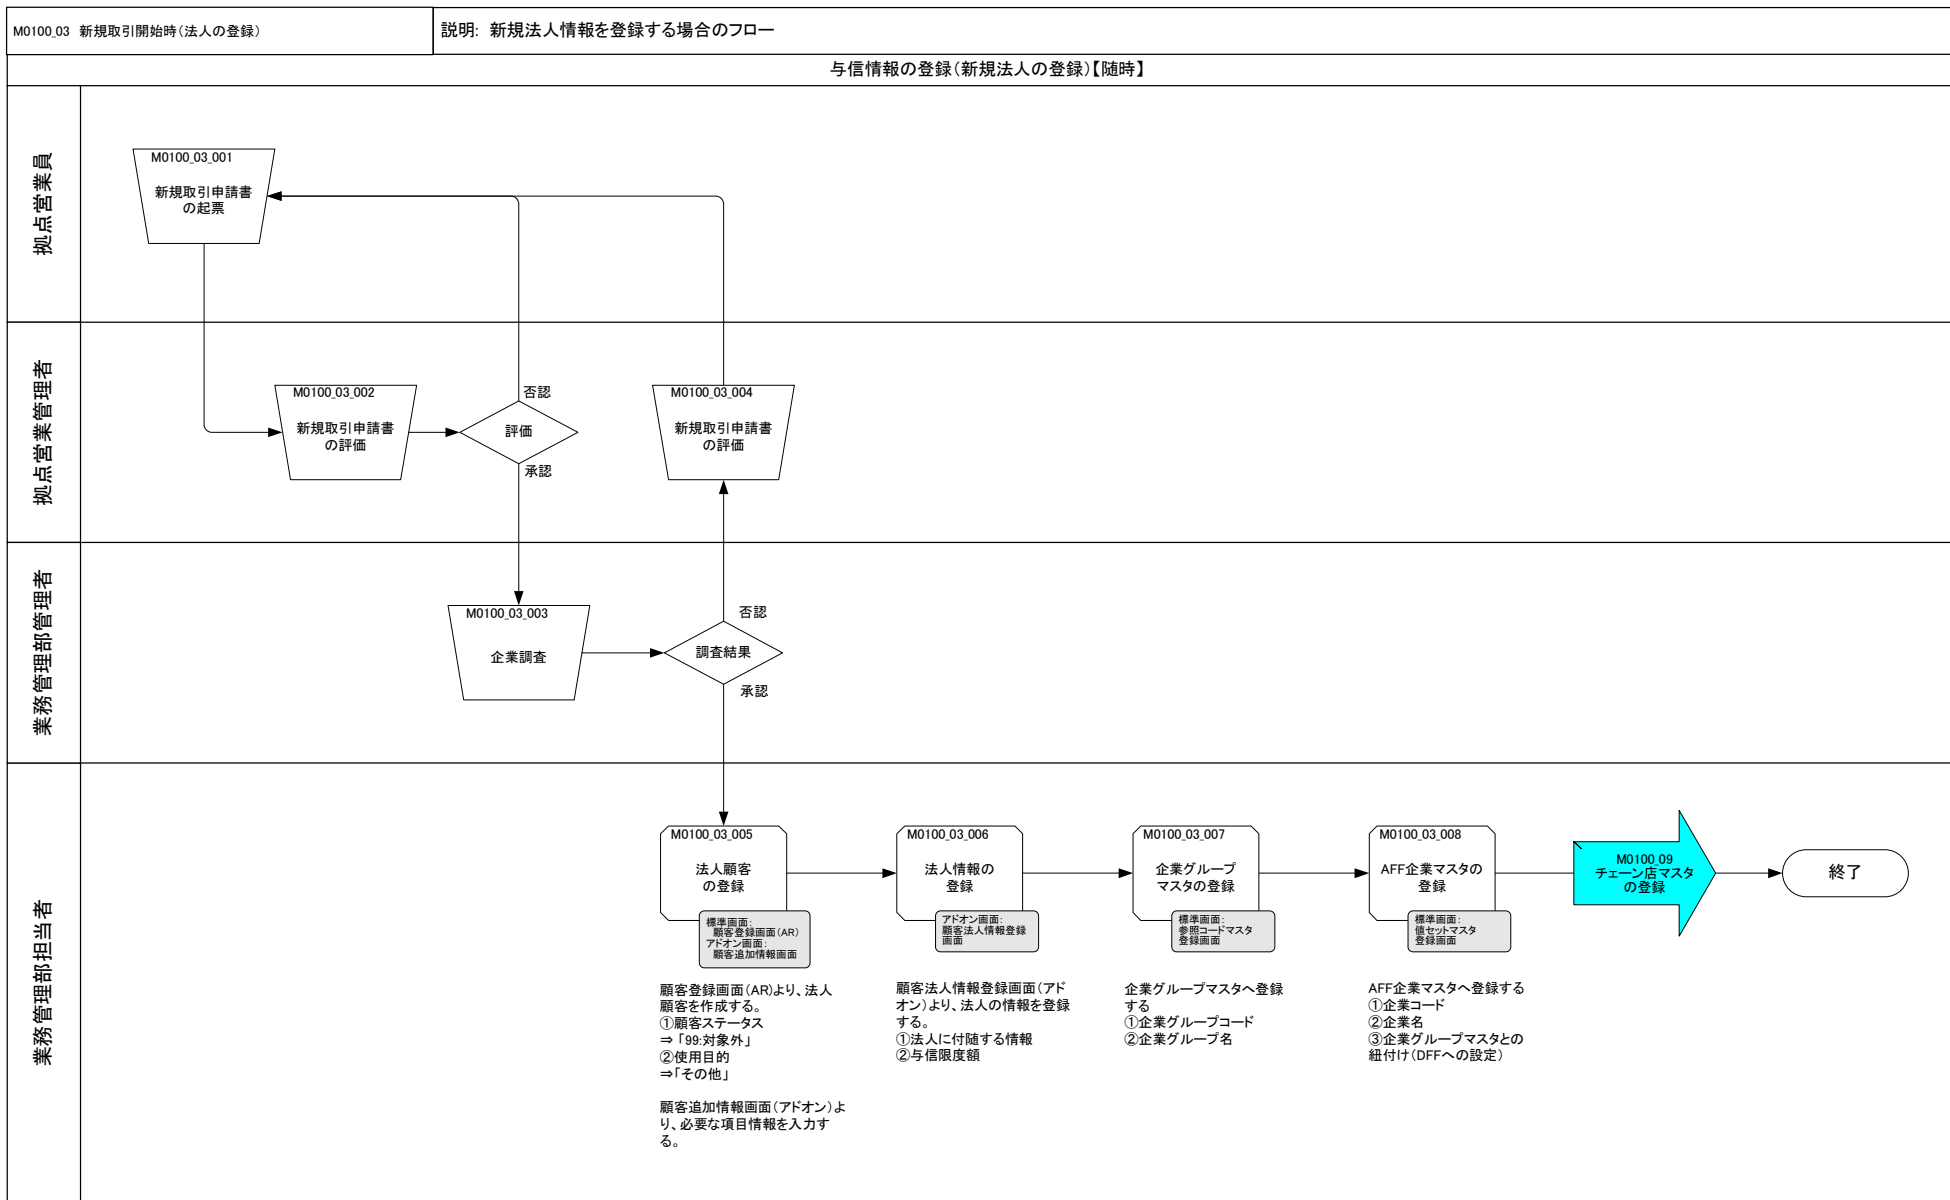 M0100_03 新規取引開始時（法人の登録）
説明: 新規法人情報を登録する場合のフロー
与信情報の登録（新規法人の登録）【随時】
拠点営業員
M0100_03_001
新規取引申請書
の起票
拠点営業管理者
M0100_03_002
新規取引申請書
の評価
否認
評価
承認
M0100_03_004
新規取引申請書
の評価
業務管理部管理者
M0100_03_003
企業調査
否認
調査結果
承認
業務管理部担当者
M0100_03_005
法人顧客
の登録
標準画面:
顧客登録画面（AR）
アドオン画面:
顧客追加情報画面
顧客登録画面（AR）より、法人
顧客を作成する。
①顧客ステータス
⇒「99:対象外」
②使用目的
⇒「その他」
顧客追加情報画面（アドオン）よ
り、必要な項目情報を入力す
る。
M0100_03_006
法人情報の
登録
アドオン画面:
顧客法人情報登録
画面
顧客法人情報登録画面（アド
オン）より、法人の情報を登録
する。
①法人に付随する情報
②与信限度額
M0100_03_007
企業グループ
マスタの登録
標準画面:
参照コードマスタ
登録画面
企業グループマスタへ登録
する
①企業グループコード
②企業グループ名
M0100_03_008
AFF企業マスタの
登録
標準画面:
値セットマスタ
登録画面
AFF企業マスタへ登録する
①企業コード
②企業名
③企業グループマスタとの
紐付け（DFFへの設定）
M0100_09
チェーン店マスタ
の登録
終了